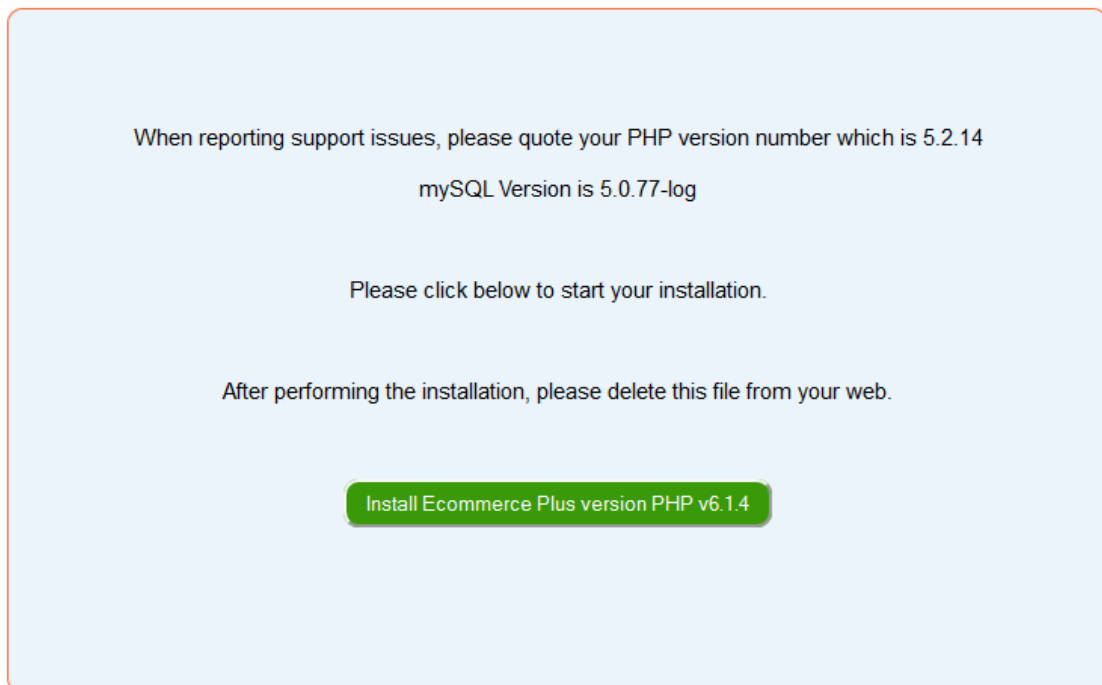 When reporting support issues, please quote your PHP version number which is 5.2.14
mySQL Version is 5.0.77-log
Please click below to start your installation.
After performing the installation, please delete this file from your web.
Install Ecommerce Plus version PHP v6.1.4